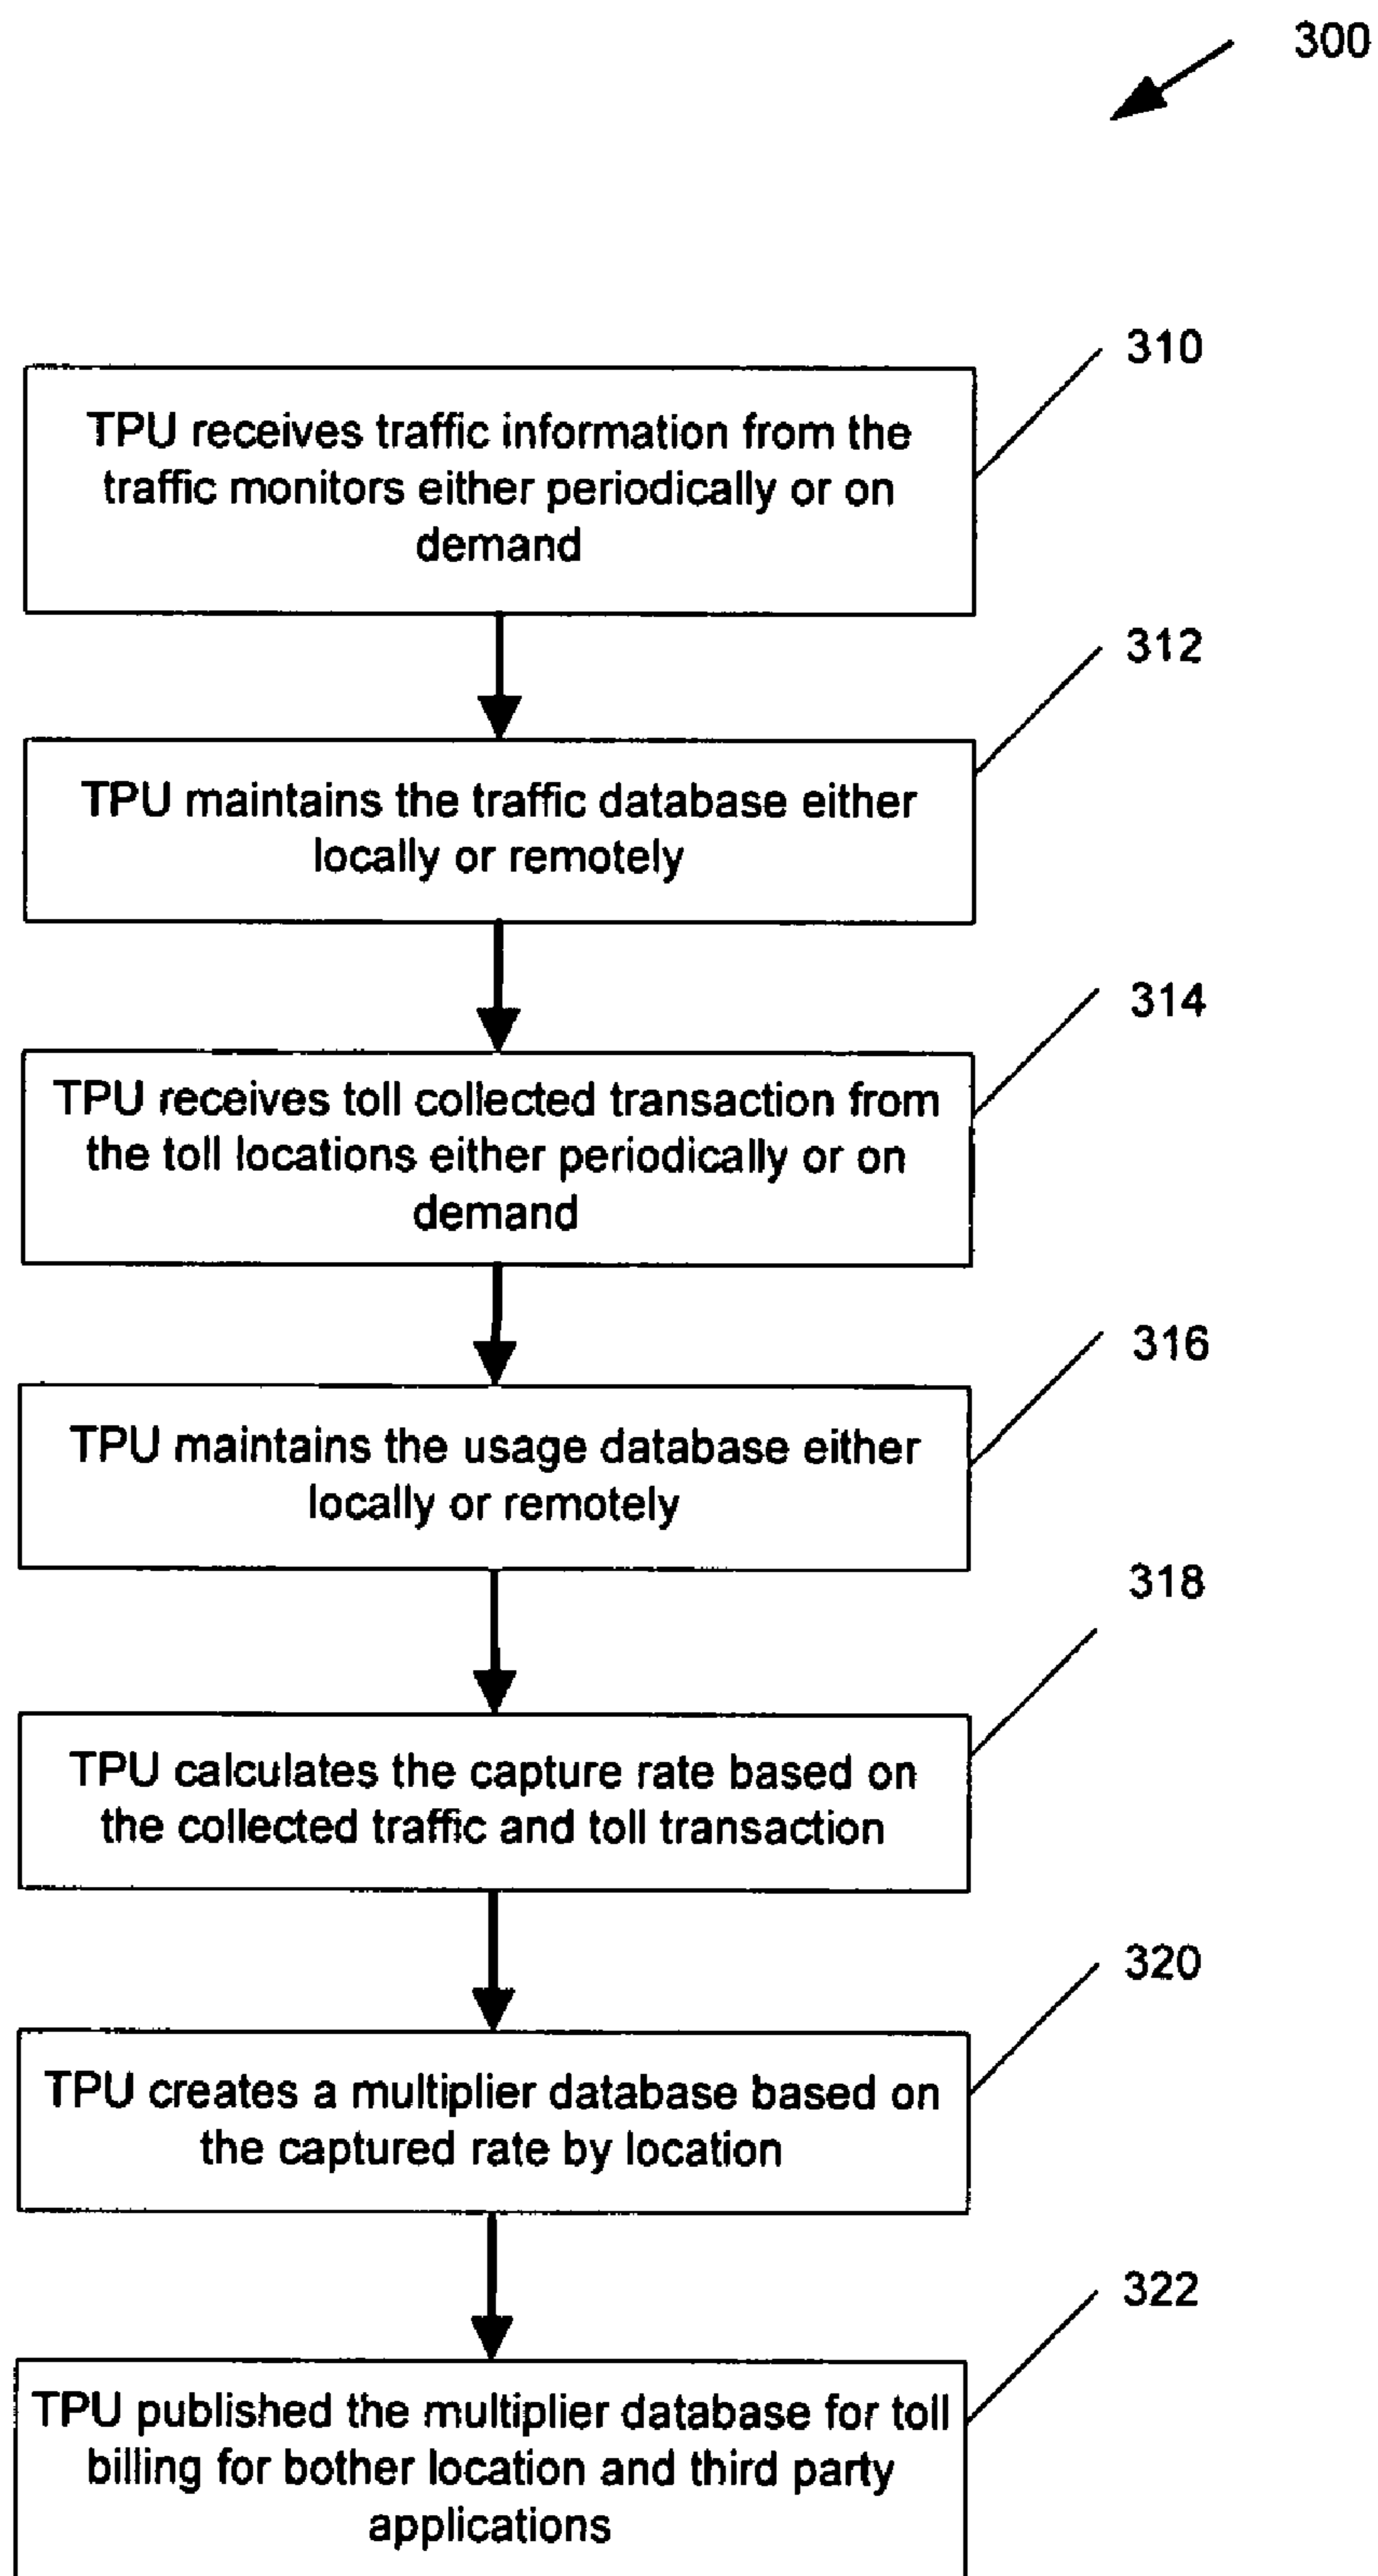 300
310
TPU receives traffic information from the
traffic monitors either periodically or on
demand
312
TPU maintains the traffic database either
locally or remotely
314
TPU receives toll collected transaction from
the toll locations either periodically or on
demand
316
TPU maintains the usage database either
locally or remotely
318
TPU calculates the capture rate based on
the collected traffic and toll transaction
320
TPU creates a multiplier database based on
the captured rate by location
322
TPU published the multiplier database for toll
billing for bother location and third party
applications